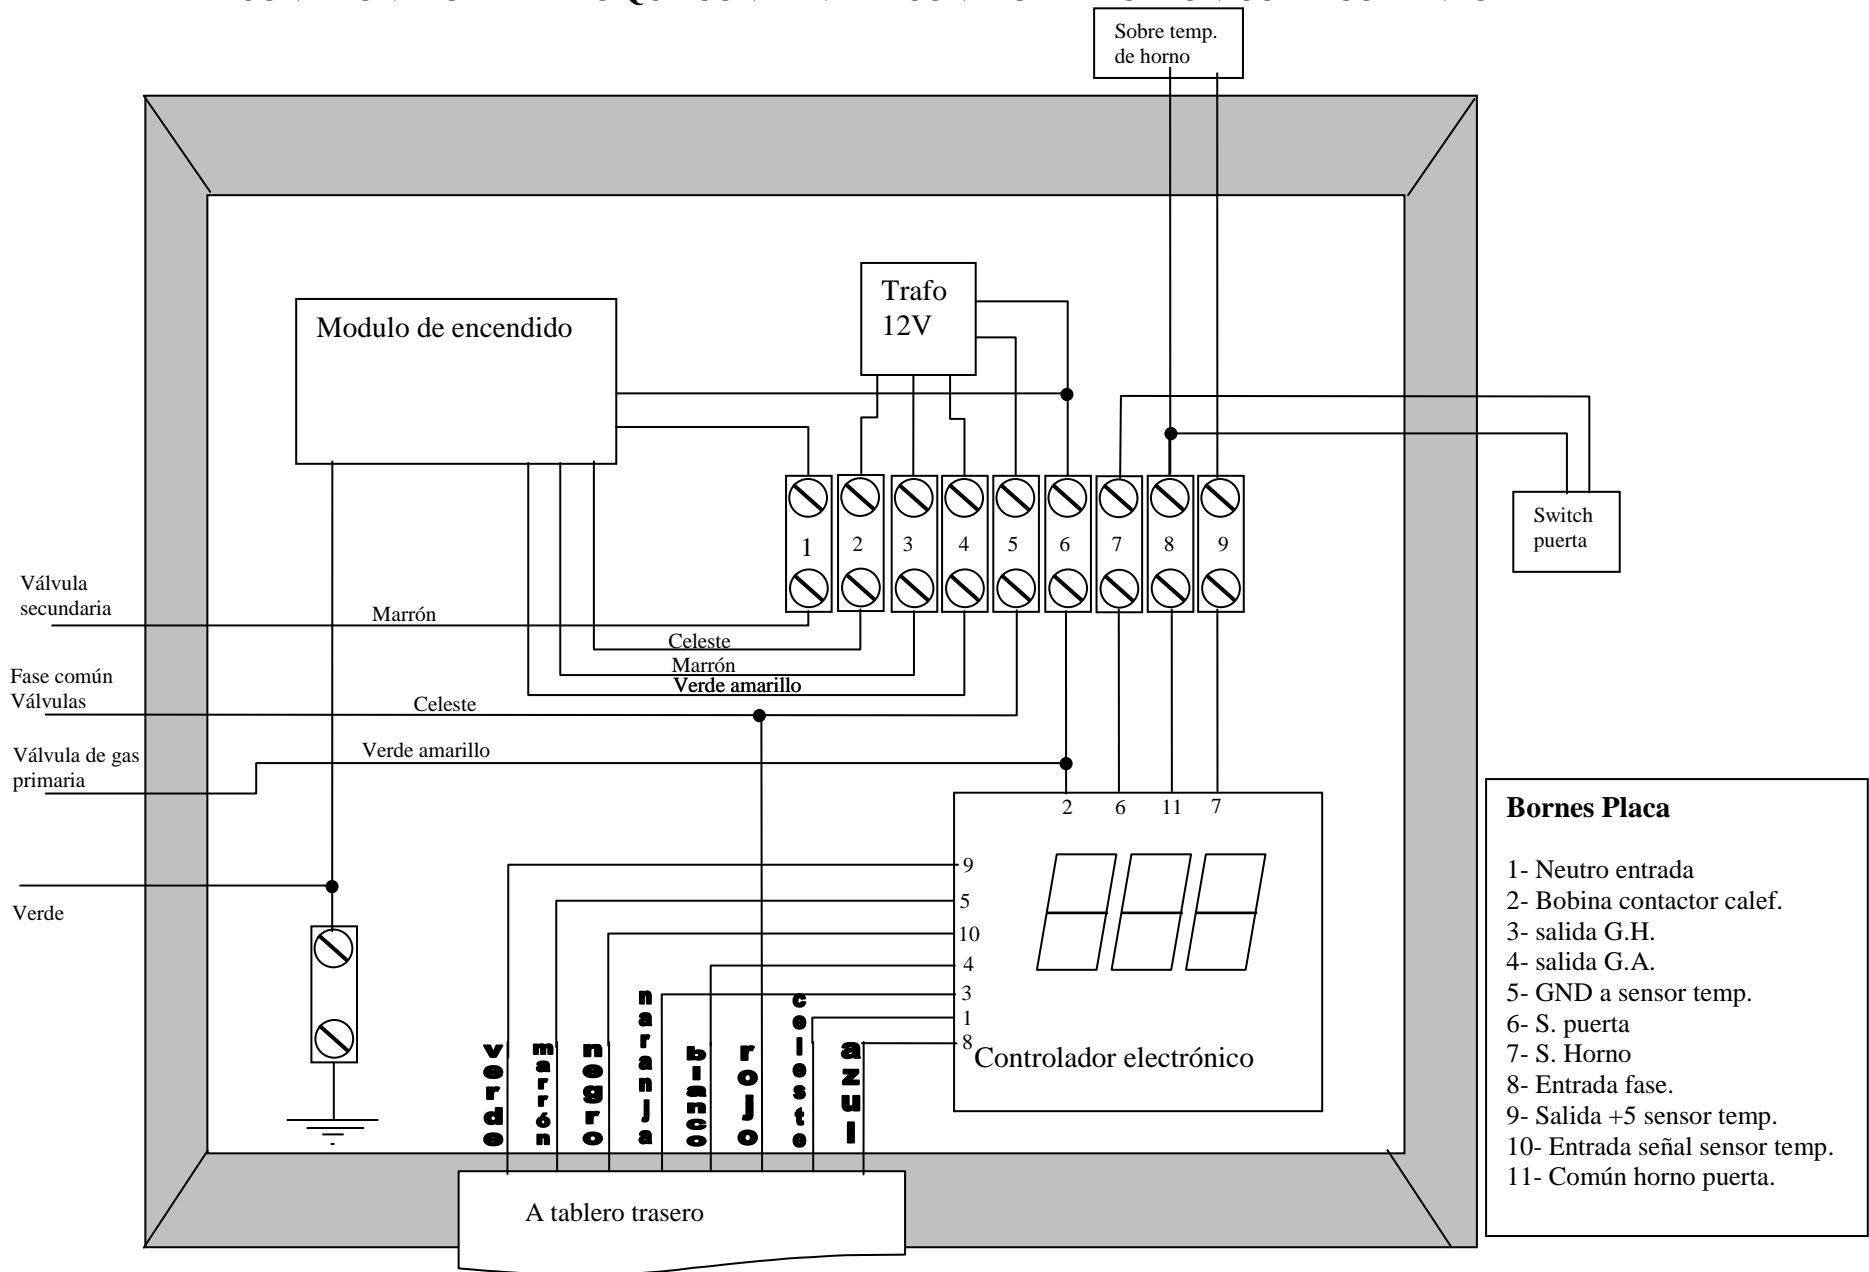 Sobre temp.
de horno
Trafo
12V
Modulo de encendido
1 2 3 4 5 6 7 8 9
Switch
puerta
Válvula
secundaria
Marrón
Celeste
Marrón
Verde amarillo
Fase común
Válvulas
Celeste
Válvula de gas
primaria
Verde amarillo
Verde
2 6 11 7
9
5
10
4
3
1
8
Controlador electrónico
verde
marrón
negro
naranja
blanco
rojo
celeste
azul
A tablero trasero
Bornes Placa
1- Neutro entrada
2- Bobina contactor calef.
3- salida G.H.
4- salida G.A.
5- GND a sensor temp.
6- S. puerta
7- S. Horno
8- Entrada fase.
9- Salida +5 sensor temp.
10- Entrada señal sensor temp.
11- Común horno puerta.